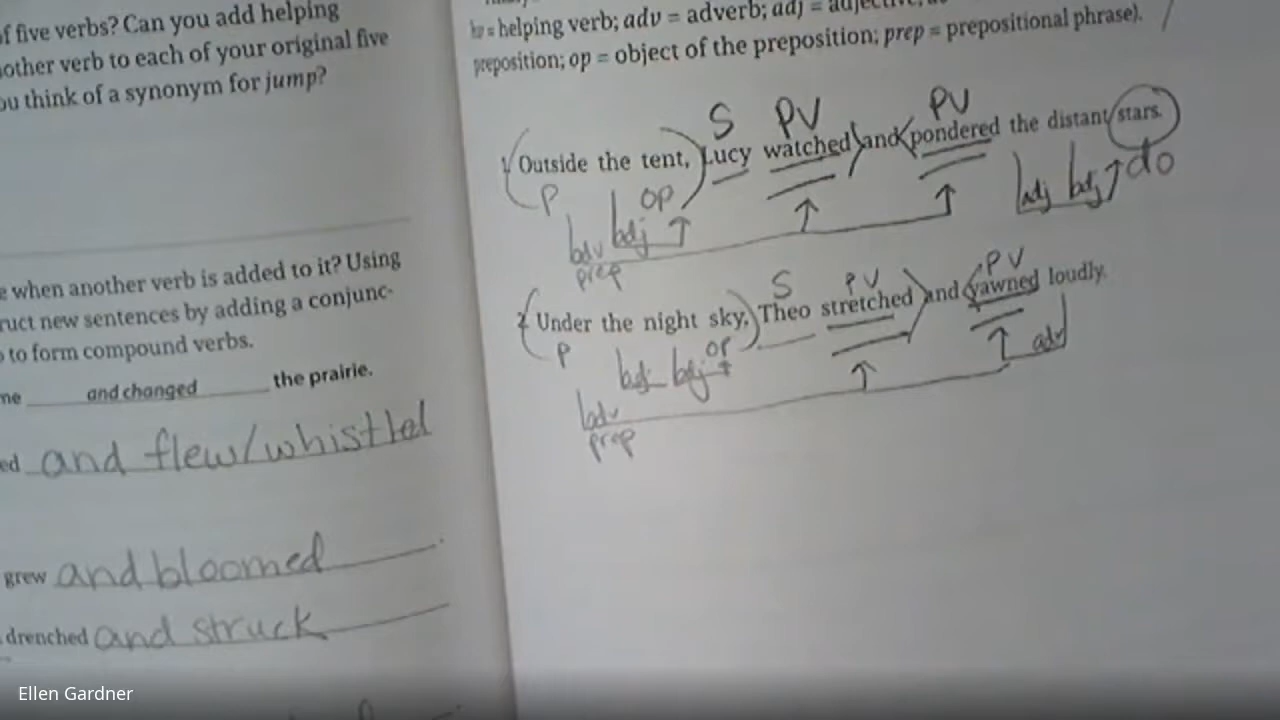 of five verbs? Can you add helping
other verb to each of your original five
ou think of a synonym for jump?
e when another verb is added to it? Using
ruct new sentences by adding a conjunc-
to form compound verbs.
and changed the prairie.
ed and flew/whistled
grew and bloomed
drenched and struck
= helping verb; adv = adverb; adj =
preposition; op = object of the preposition; prep = prepositional phrase).
S PV PV
1. Outside the tent, Lucy watched and pondered the distant stars.
P op adj adj do
adv adj
prep
S PV PV
2. Under the night sky, Theo stretched and yawned loudly.
P adj adj op adv
adv
prep
Ellen Gardner